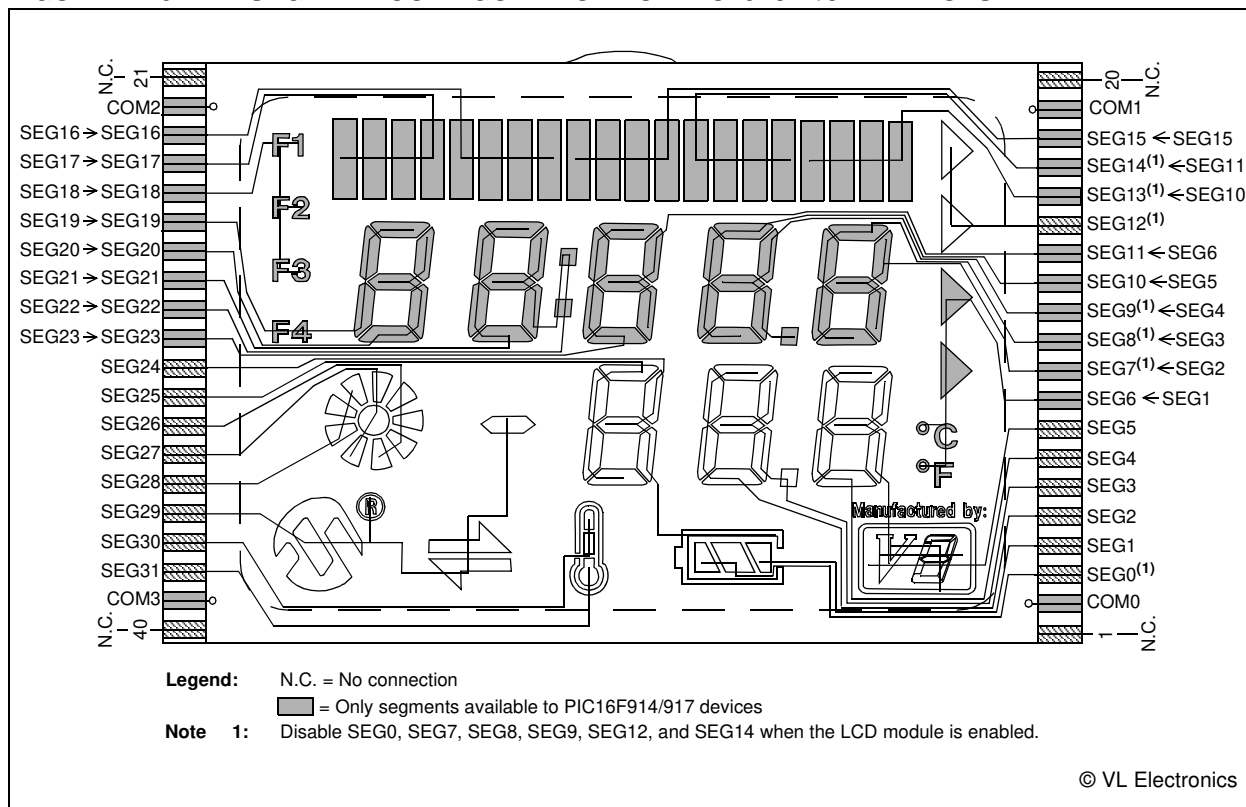 N.C.
21
COM2
SEG16→SEG16
SEG17→SEG17
SEG18→SEG18
SEG19→SEG19
SEG20→SEG20
SEG21→SEG21
SEG22→SEG22
SEG23→SEG23
SEG24
SEG25
SEG26
SEG27
SEG28
SEG29
SEG30
SEG31
COM3
40
N.C.
F1
F2
F3
F4
®
°C
°F
Manufactured by:
20
N.C.
COM1
SEG15←SEG15
SEG14(1)←SEG11
SEG13(1)←SEG10
SEG12(1)
SEG11←SEG6
SEG10←SEG5
SEG9(1)←SEG4
SEG8(1)←SEG3
SEG7(1)←SEG2
SEG6←SEG1
SEG5
SEG4
SEG3
SEG2
SEG1
SEG0(1)
COM0
1
N.C.
Legend: N.C. = No connection
= Only segments available to PIC16F914/917 devices
Note 1: Disable SEG0, SEG7, SEG8, SEG9, SEG12, and SEG14 when the LCD module is enabled.
© VL Electronics